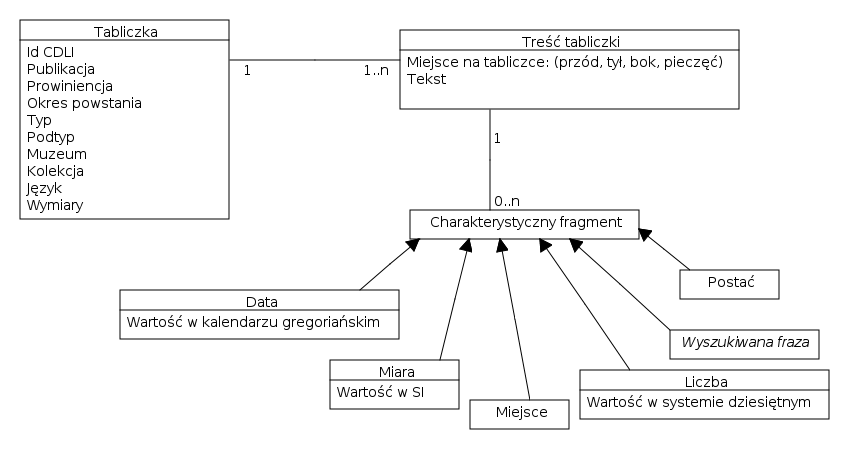 Tabliczka
Id CDLI
Publikacja
Prowiniencja
Okres powstania
Typ
Podtyp
Muzeum
Kolekcja
Język
Wymiary
1
1..n
Treść tabliczki
Miejsce na tabliczce: (przód, tył, bok, pieczęć)
Tekst
1
0..n
Charakterystyczny fragment
Postać
Data
Wartość w kalendarzu gregoriańskim
Wyszukiwana fraza
Miara
Wartość w SI
Liczba
Wartość w systemie dziesiętnym
Miejsce